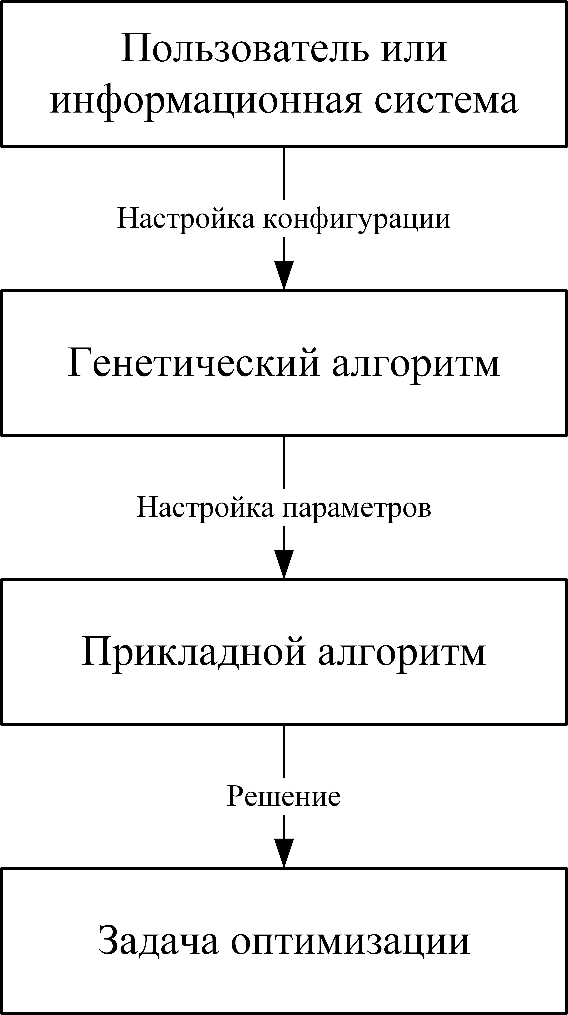 Пользователь или
информационная система
Настройка конфигурации
Генетический алгоритм
Настройка параметров
Прикладной алгоритм
Решение
Задача оптимизации